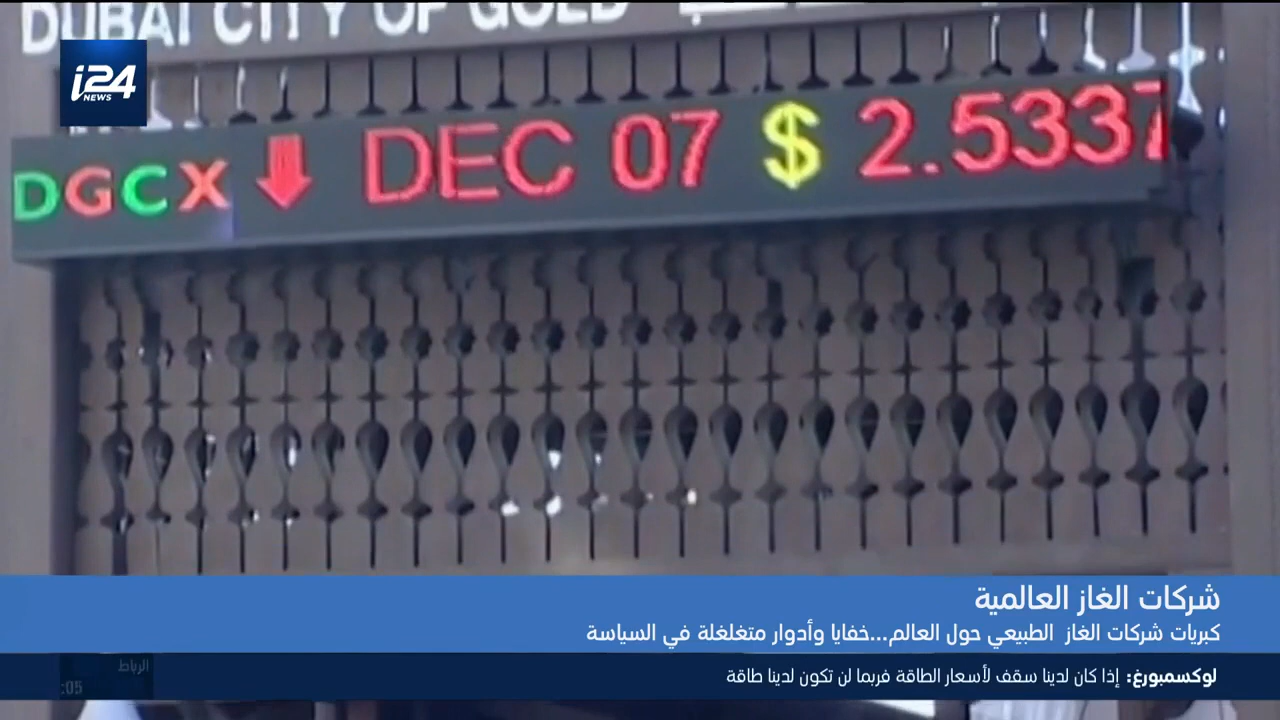 DUBAI CITY OF GOLD
i24
NEWS
DGCX DEC 07 $ 2.5337
شركات الغاز العالمية
كبريات شركات الغاز الطبيعي حول العالم...خفايا وأدوار متغلغلة في السياسة
لوكسمبورغ: إذا كان لدينا سقف لأسعار الطاقة فربما لن تكون لدينا طاقة
الرباط
:05